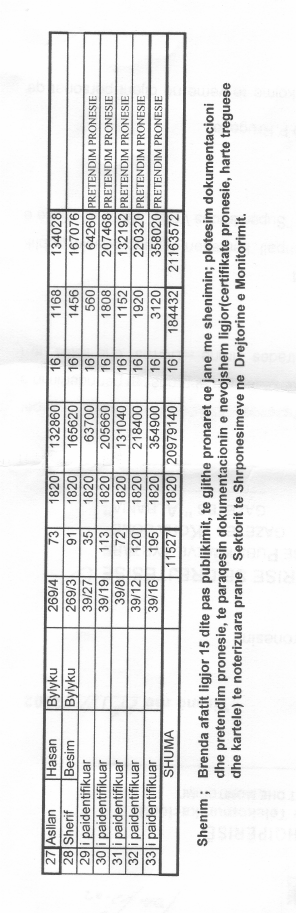 27 Asllan Hasan Bylyku 269/4 73 1820 132860 16 1168 134028
28 Sherif Besim Bylyku 269/3 91 1820 165620 16 1456 167076
29 i paidentifikuar 39/27 35 1820 63700 16 560 64260 PRETENDIM PRONESIE
30 i paidentifikuar 39/19 113 1820 205660 16 1808 207468 PRETENDIM PRONESIE
31 i paidentifikuar 39/8 72 1820 131040 16 1152 132192 PRETENDIM PRONESIE
32 i paidentifikuar 39/12 120 1820 218400 16 1920 220320 PRETENDIM PRONESIE
33 i paidentifikuar 39/16 195 1820 354900 16 3120 358020 PRETENDIM PRONESIE
SHUMA 11527 1820 20979140 16 184432 21163572
Shenim ; Brenda afatit ligjor 15 dite pas publikimit, te gjithe pronaret qe jane me shenimin; plotesim dokumentacioni
dhe pretendim pronesie, te paraqesin dokumentacionin e nevojshem ligjor(certifikate pronesie, harte treguese
dhe kartele) te noterizuara prane Sektorit te Shrponesimeve ne Drejtorine e Monitorimit.